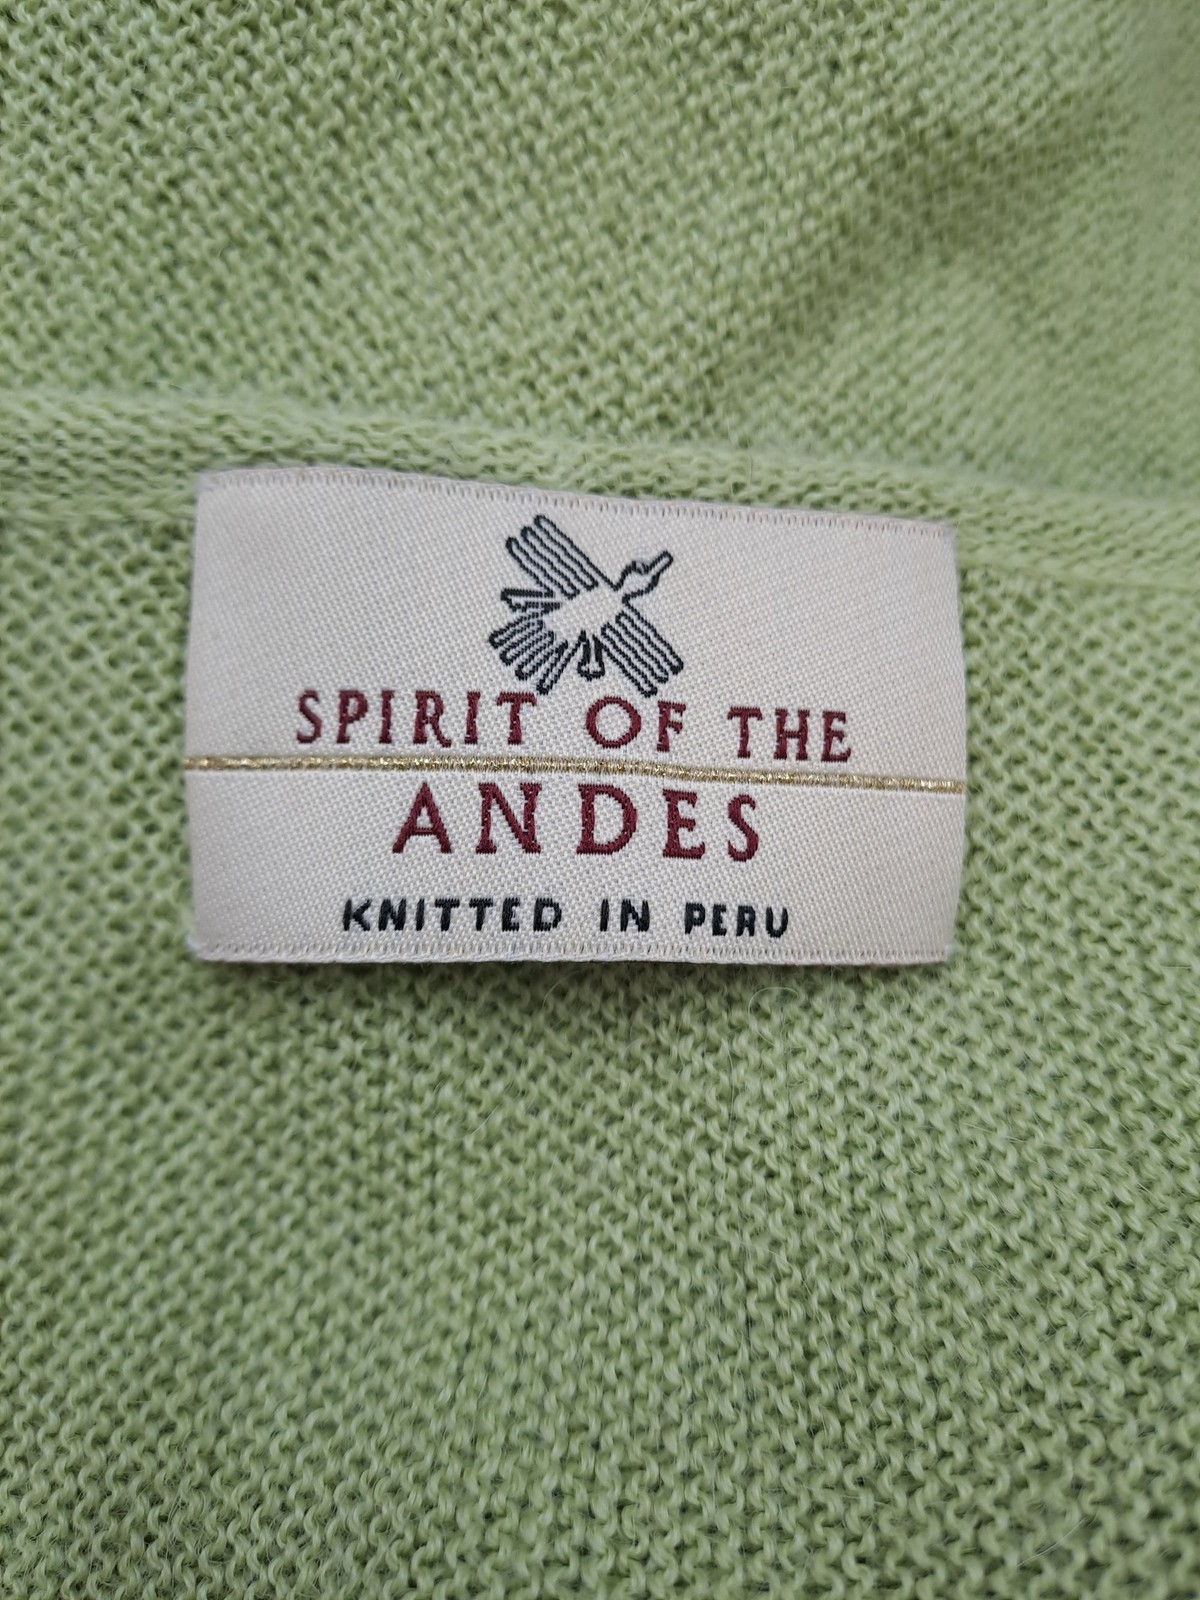 SPIRIT OF THE
ANDES
KNITTED IN PERU